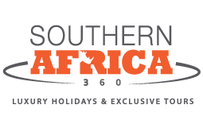 SOUTHERN
AFRICA
360
LUXURY HOLIDAYS & EXCLUSIVE TOURS